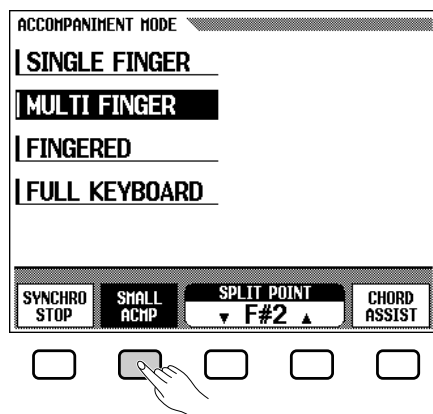 ACCOMPANIMENT MODE
SINGLE FINGER
MULTI FINGER
FINGERED
FULL KEYBOARD
SYNCHRO STOP
SMALL ACMP
SPLIT POINT
▼ F#2 ▲
CHORD ASSIST